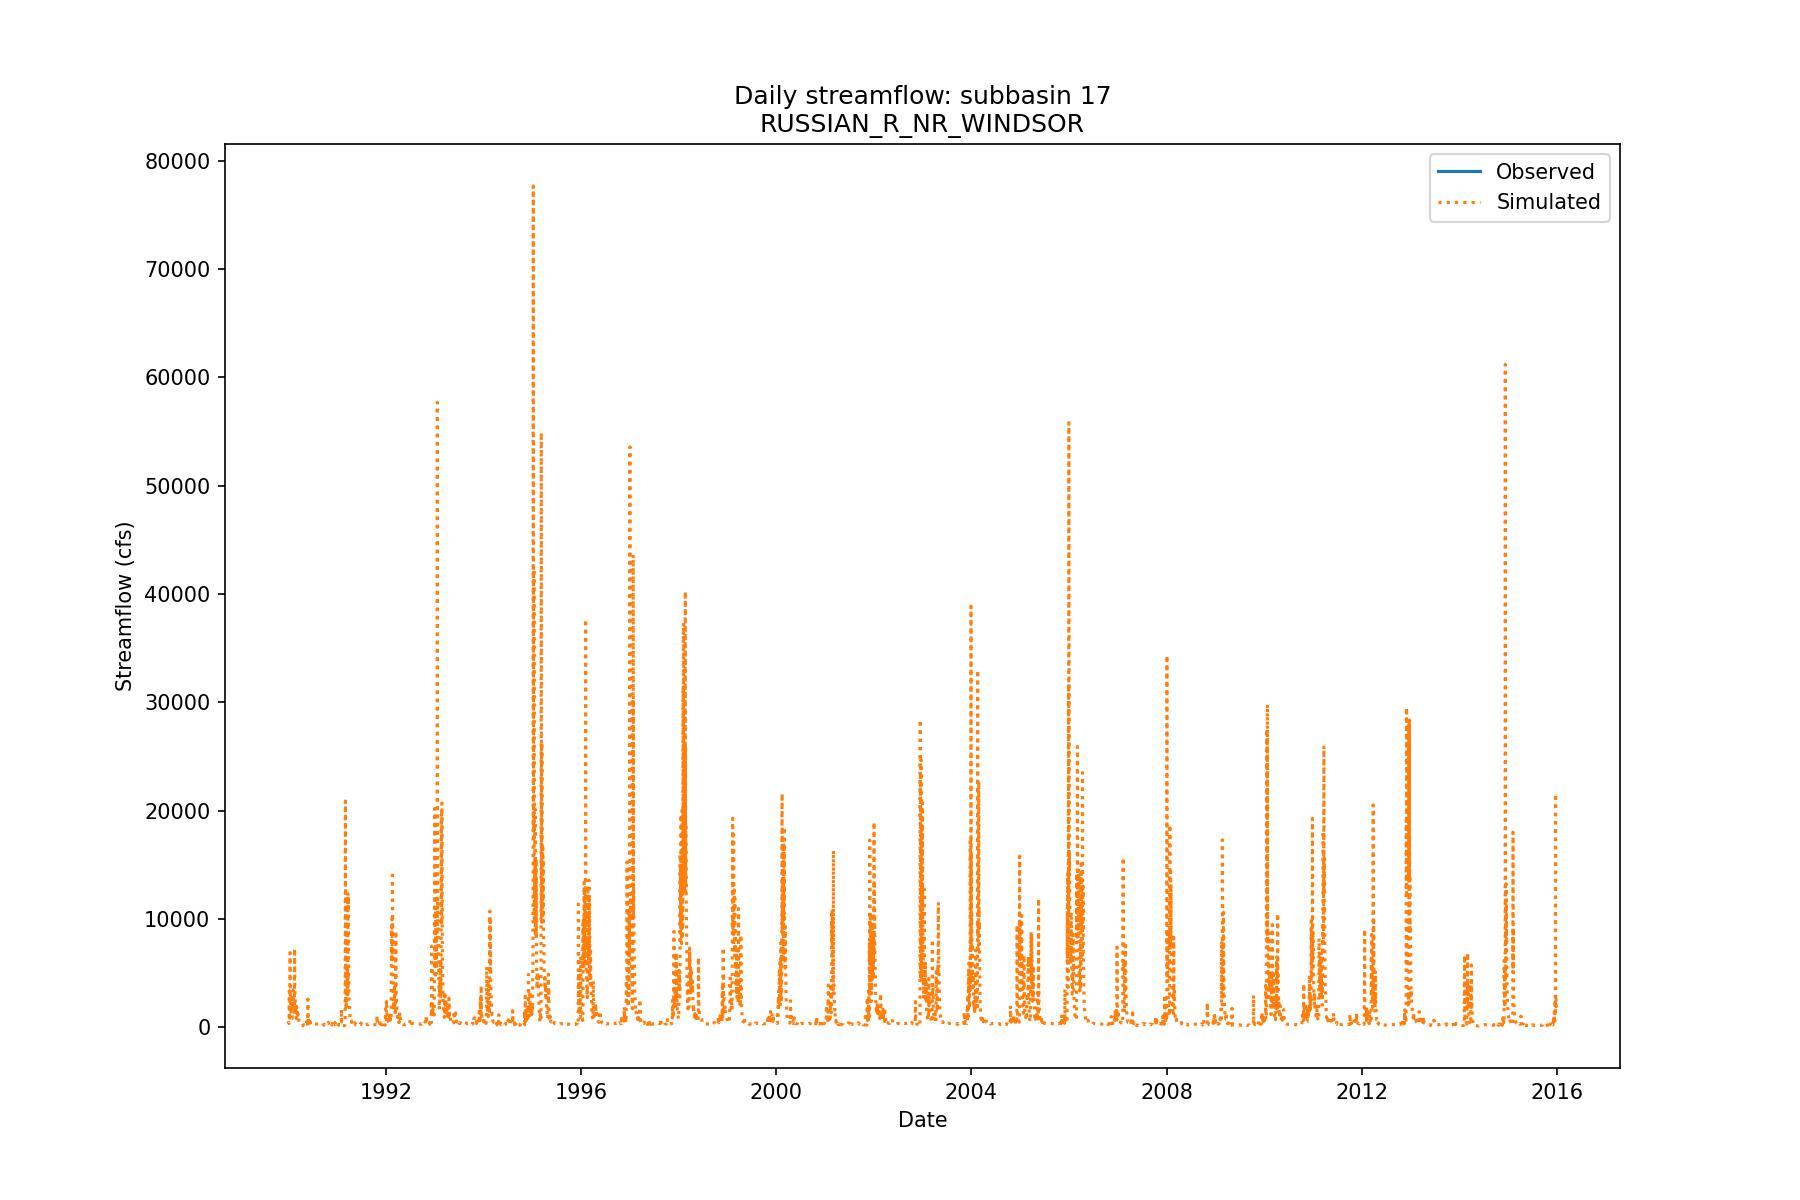 Daily streamflow: subbasin 17
RUSSIAN_R_NR_WINDSOR
Observed
Simulated
80000
70000
60000
50000
40000
30000
20000
10000
0
Streamflow (cfs)
1992 1996 2000 2004 2008 2012 2016
Date